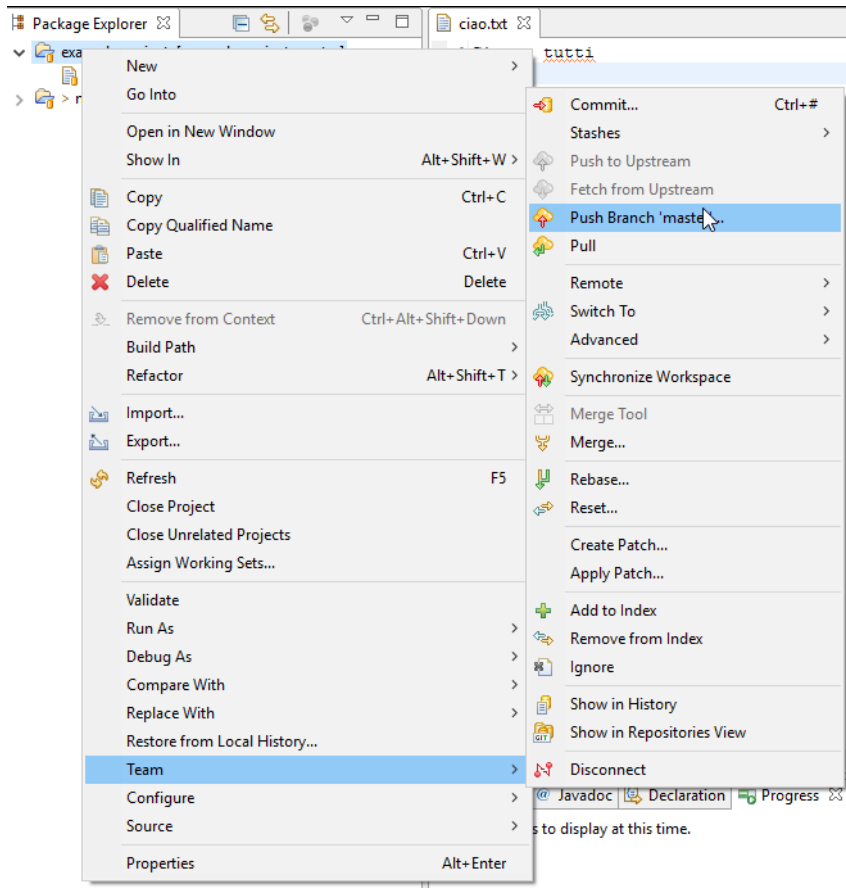 Package Explorer
ciao.txt
exa
tutti
New
Go Into
Open in New Window
Show In Alt+Shift+W
Copy Ctrl+C
Copy Qualified Name
Paste Ctrl+V
Delete Delete
Remove from Context Ctrl+Alt+Shift+Down
Build Path
Refactor Alt+Shift+T
Import...
Export...
Refresh F5
Close Project
Close Unrelated Projects
Assign Working Sets...
Validate
Run As
Debug As
Compare With
Replace With
Restore from Local History...
Team
Configure
Source
Properties Alt+Enter
Commit... Ctrl+#
Stashes
Push to Upstream
Fetch from Upstream
Push Branch 'master'...
Pull
Remote
Switch To
Advanced
Synchronize Workspace
Merge Tool
Merge...
Rebase...
Reset...
Create Patch...
Apply Patch...
Add to Index
Remove from Index
Ignore
Show in History
GIT Show in Repositories View
Disconnect
@ Javadoc Declaration Progress
s to display at this time.